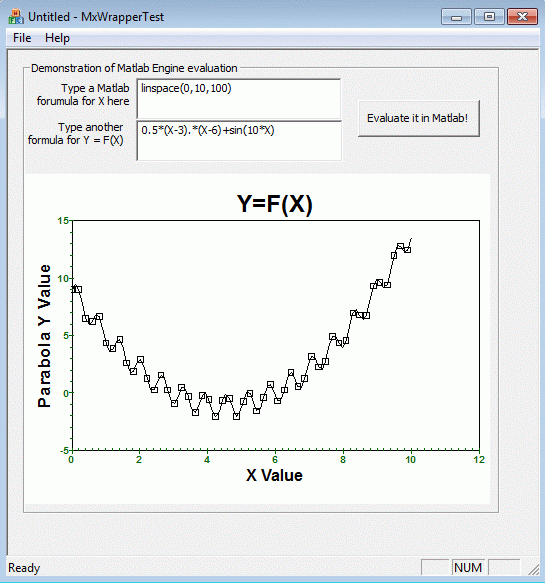 Untitled - MxWrapperTest
File Help
Demonstration of Matlab Engine evaluation
Type a Matlab
forumula for X here
linspace(0,10,100)
Type another
formula for Y = F(X)
0.5*(X-3).*(X-6)+sin(10*X)
Evaluate it in Matlab!
Y=F(X)
Parabola Y Value
15
10
5
0
-5
0 2 4 6 8 10 12
X Value
Ready NUM